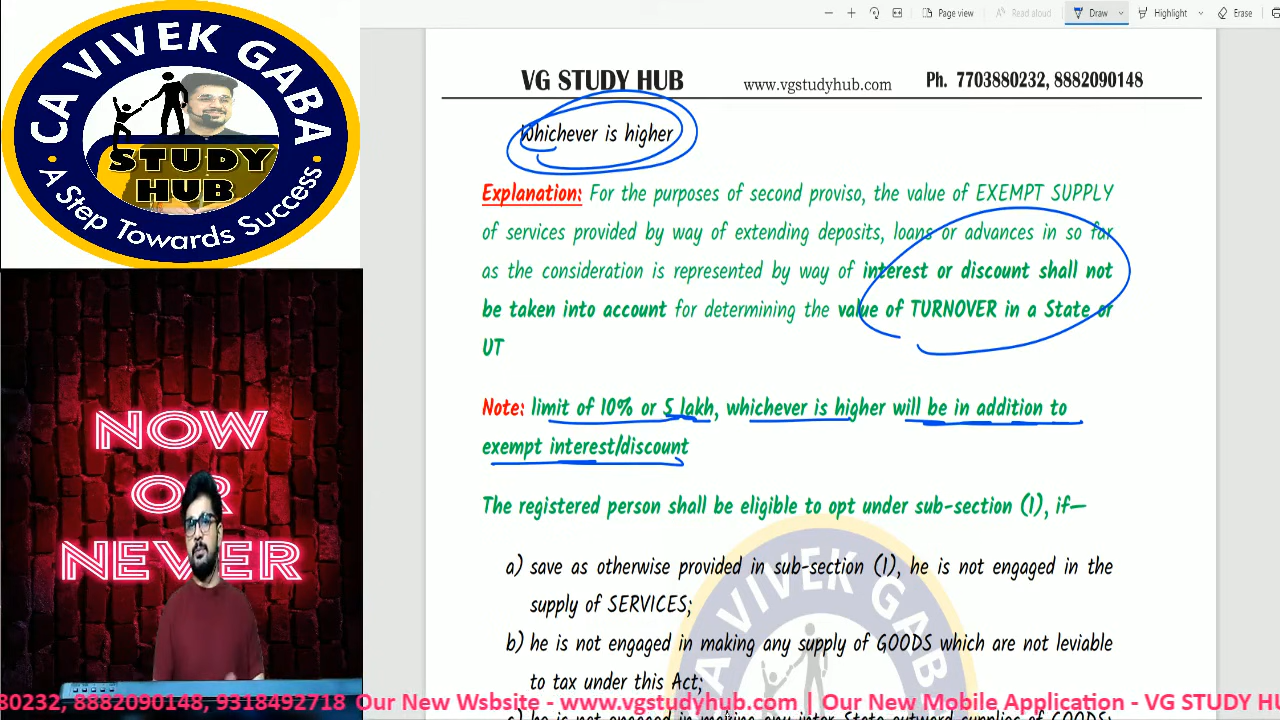 Page view
Read aloud
Draw
Highlight
Erase
CA VIVEK GABA
STUDY
HUB
A Step Towards Success
VG STUDY HUB www.vgstudyhub.com Ph. 7703880232, 8882090148
Whichever is higher
Explanation: For the purposes of second proviso, the value of EXEMPT SUPPLY
of services provided by way of extending deposits, loans or advances in so far
as the consideration is represented by way of interest or discount shall not
be taken into account for determining the value of TURNOVER in a State or
UT
Note: limit of 10% or 5 lakh, whichever is higher will be in addition to
exempt interest/discount
The registered person shall be eligible to opt under sub-section (1), if—
a) save as otherwise provided in sub-section (1), he is not engaged in the
supply of SERVICES;
b) he is not engaged in making any supply of GOODS which are not leviable
to tax under this Act;
CA VIVEK GABA
NOW
OR
NEVER
80232, 8882090148, 9318492718 Our New Wsbsite - www.vgstudyhub.com | Our New Mobile Application - VG STUDY HU